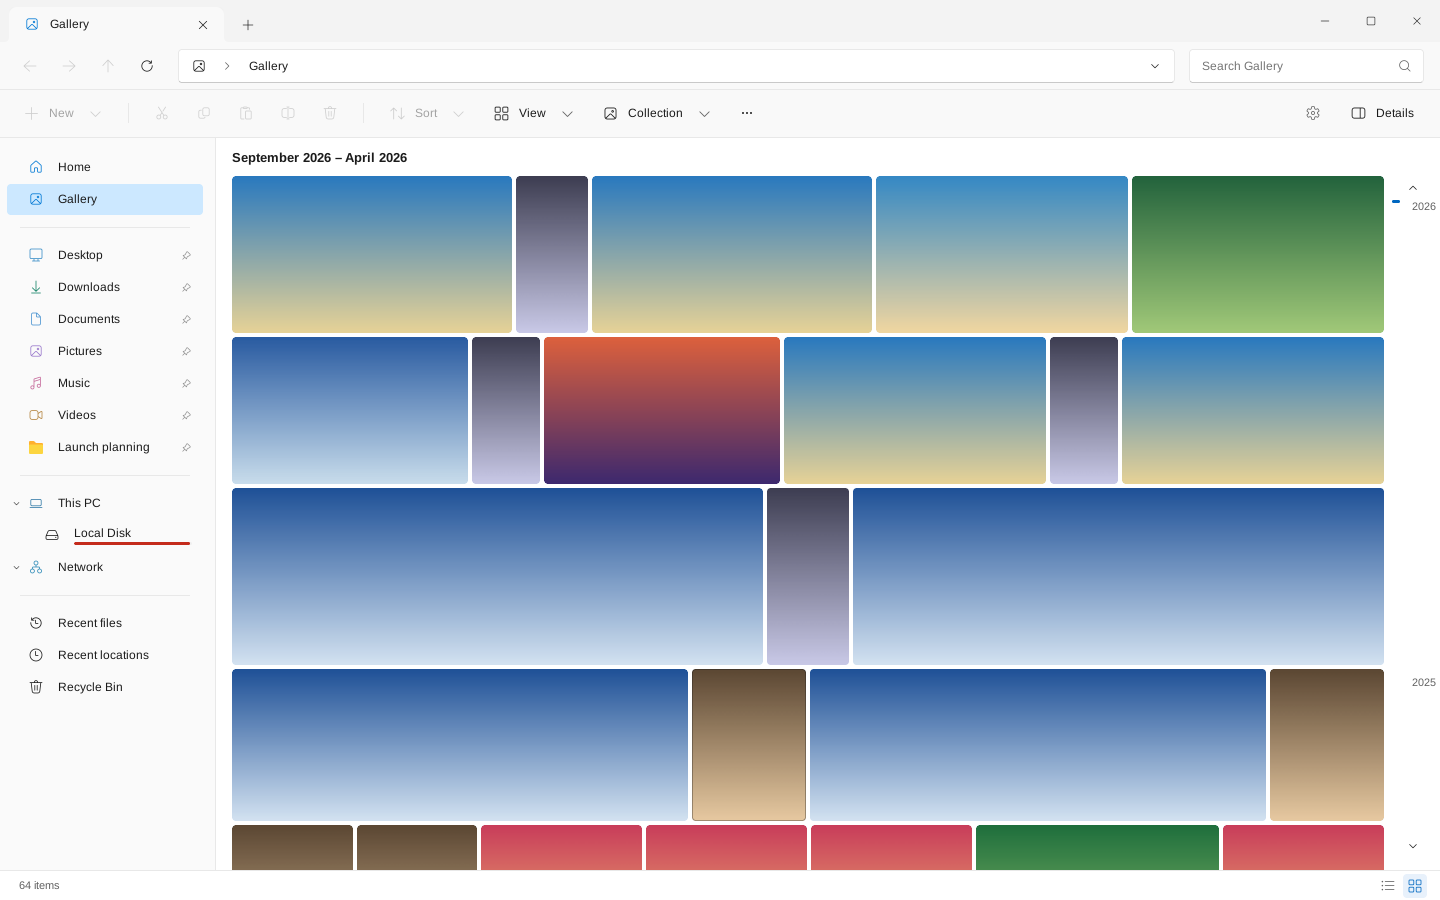 Gallery
Gallery
Search Gallery
New
Sort
View
Collection
Details
Home
Gallery
Desktop
Downloads
Documents
Pictures
Music
Videos
Launch planning
This PC
Local Disk
Network
Recent files
Recent locations
Recycle Bin
September 2026 – April 2026
2026
2025
64 items